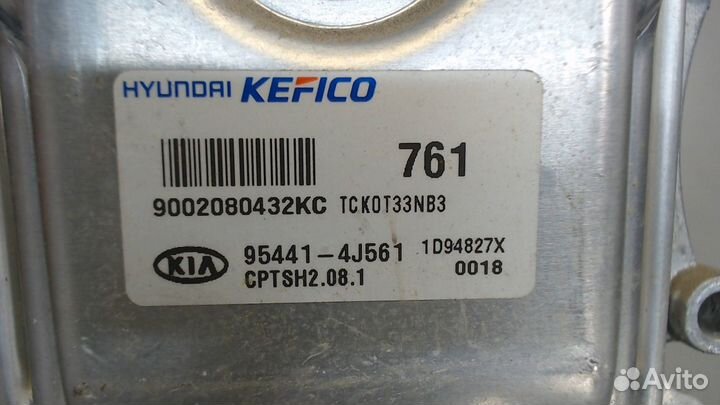 HYUNDAI KEFICO
761
9002080432KC TCK0T33NB3
KIA 95441-4J561 1D94827X
CPTSH2.08.1 0018
Avito